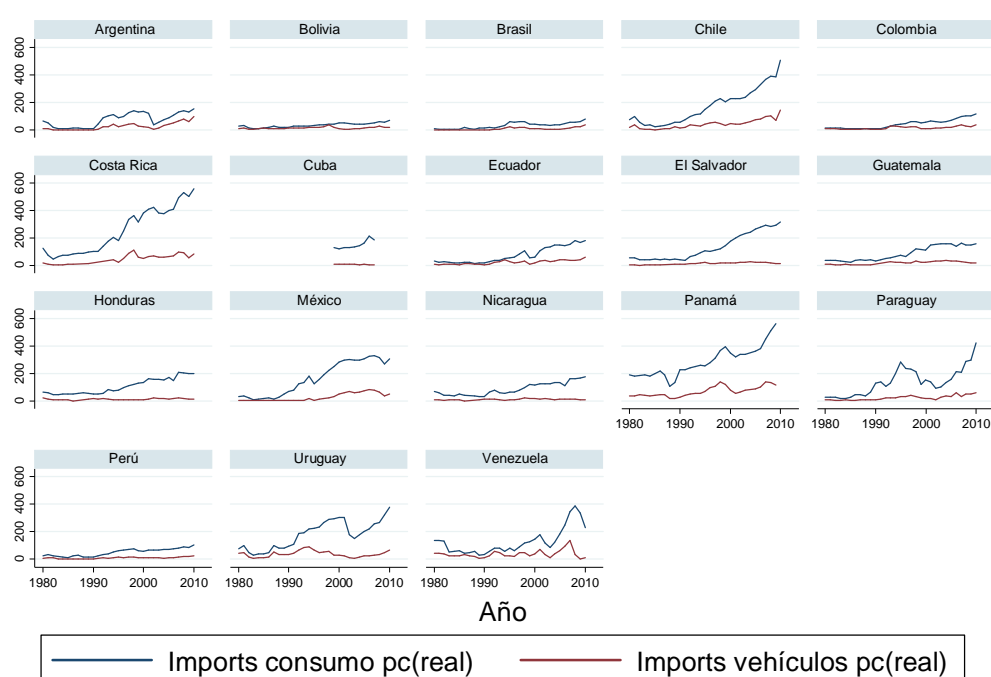 Argentina Bolivia Brasil Chile Colombia
0 200 400 600
Costa Rica Cuba Ecuador El Salvador Guatemala
0 200 400 600
Honduras México Nicaragua Panamá Paraguay
0 200 400 600
1980 1990 2000 2010 1980 1990 2000 2010
Perú Uruguay Venezuela
0 200 400 600
1980 1990 2000 2010 1980 1990 2000 2010 1980 1990 2000 2010
Año
Imports consumo pc(real) Imports vehículos pc(real)